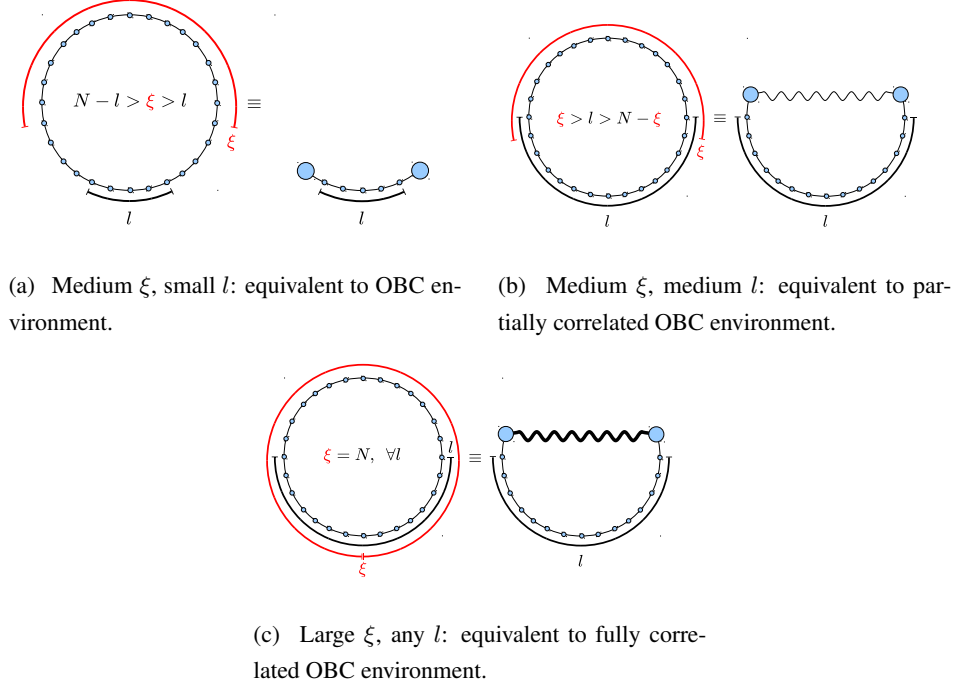 N − l > ξ > l
≡
ξ
l
l
ξ > l > N − ξ
≡
ξ
l
l
(a) Medium ξ, small l: equivalent to OBC en-
vironment.
(b) Medium ξ, medium l: equivalent to par-
tially correlated OBC environment.
ξ = N, ∀l
l
≡
ξ
l
(c) Large ξ, any l: equivalent to fully corre-
lated OBC environment.